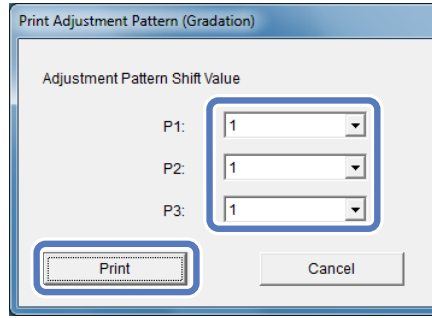 Print Adjustment Pattern (Gradation)
Adjustment Pattern Shift Value
P1: 1
P2: 1
P3: 1
Print Cancel